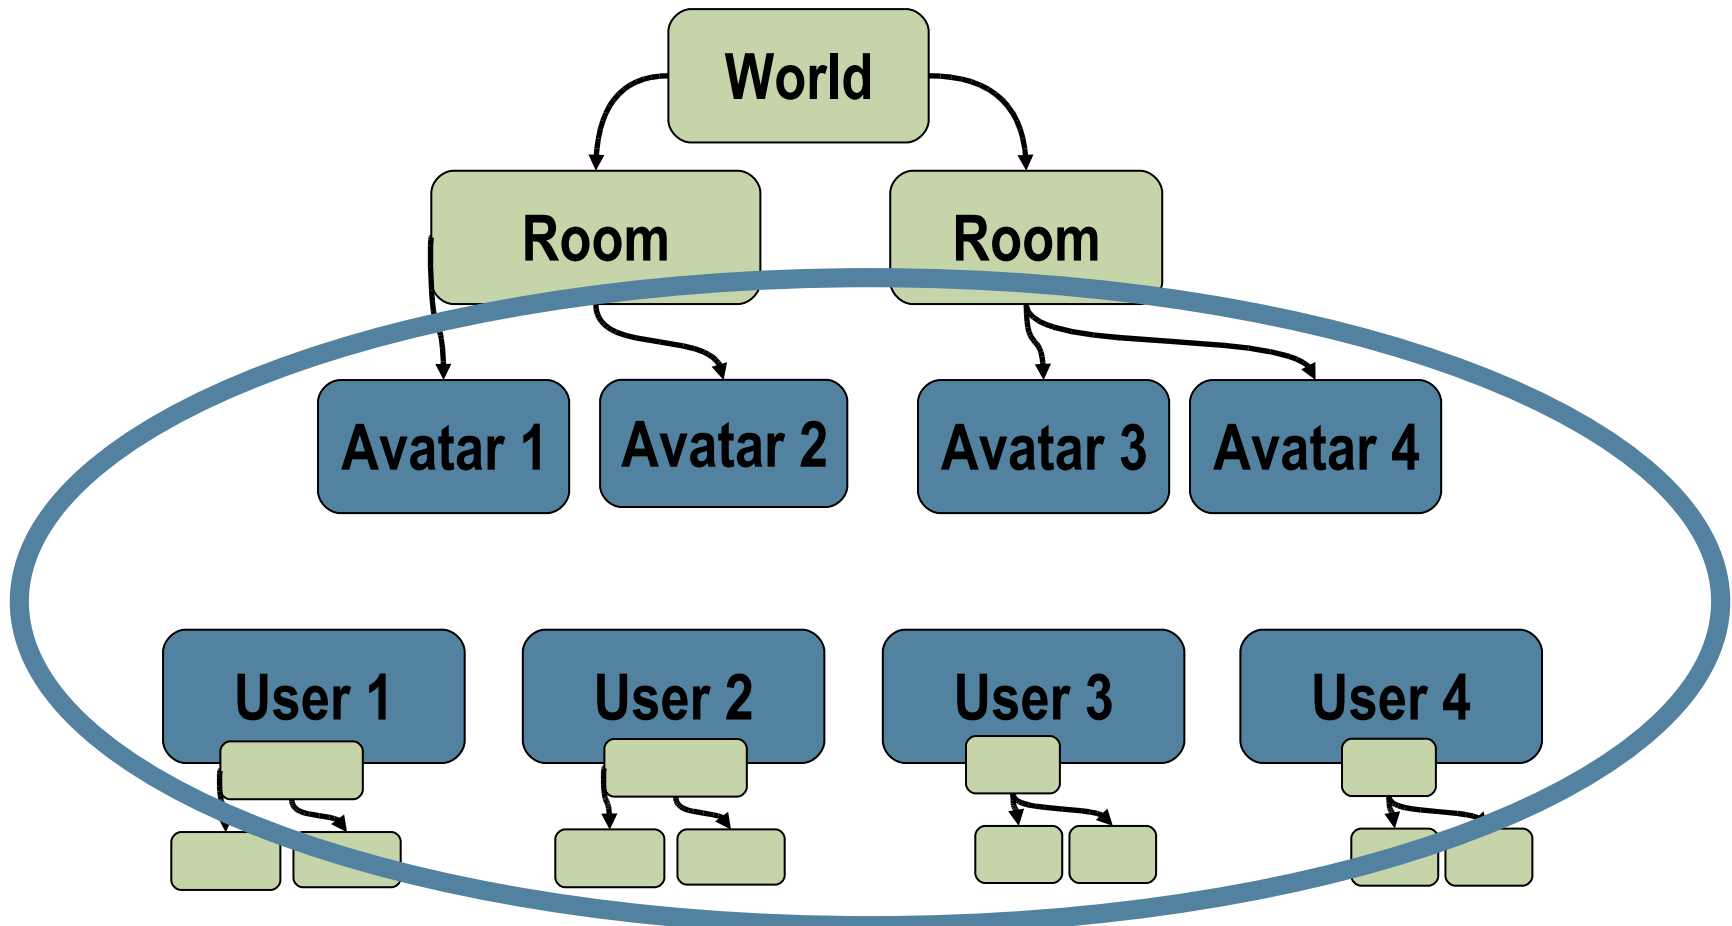 World
Room
Room
Avatar 1
Avatar 2
Avatar 3
Avatar 4
User 1
User 2
User 3
User 4